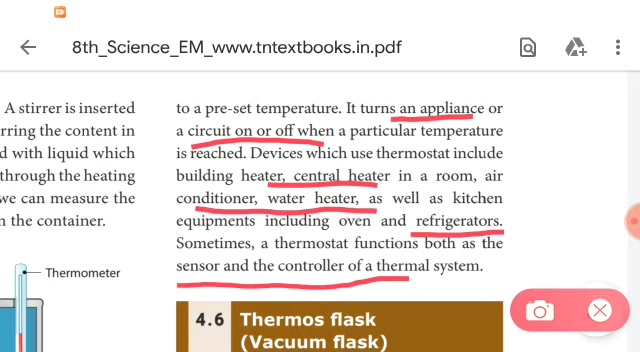 8th_Science_EM_www.tntextbooks.in.pdf
A stirrer is inserted
rring the content in
d with liquid which
through the heating
we can measure the
n the container.
Thermometer
to a pre-set temperature. It turns an appliance or
a circuit on or off when a particular temperature
is reached. Devices which use thermostat include
building heater, central heater in a room, air
conditioner, water heater, as well as kitchen
equipments including oven and refrigerators.
Sometimes, a thermostat functions both as the
sensor and the controller of a thermal system.
4.6 Thermos flask
(Vacuum flask)